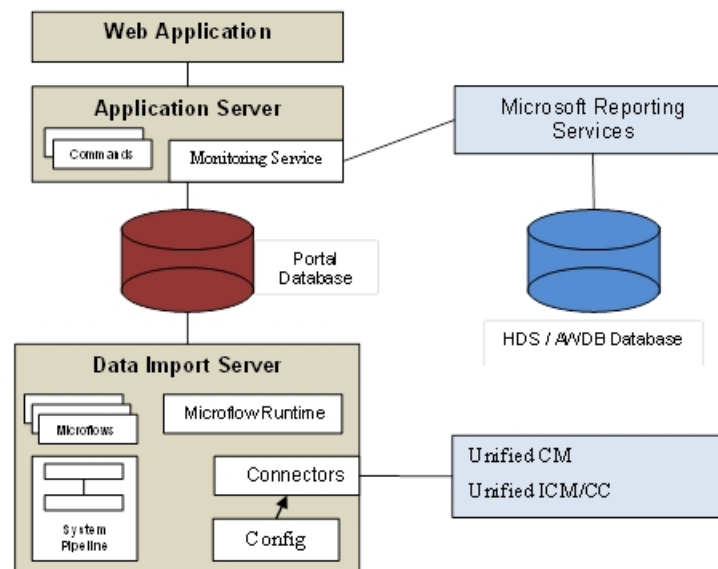 Web Application
Application Server
Commands
Monitoring Service
Microsoft Reporting
Services
Portal
Database
HDS / AWDB Database
Data Import Server
Microflows
Microflow Runtime
System
Pipeline
Connectors
Config
Unified CM
Unified ICM/CC